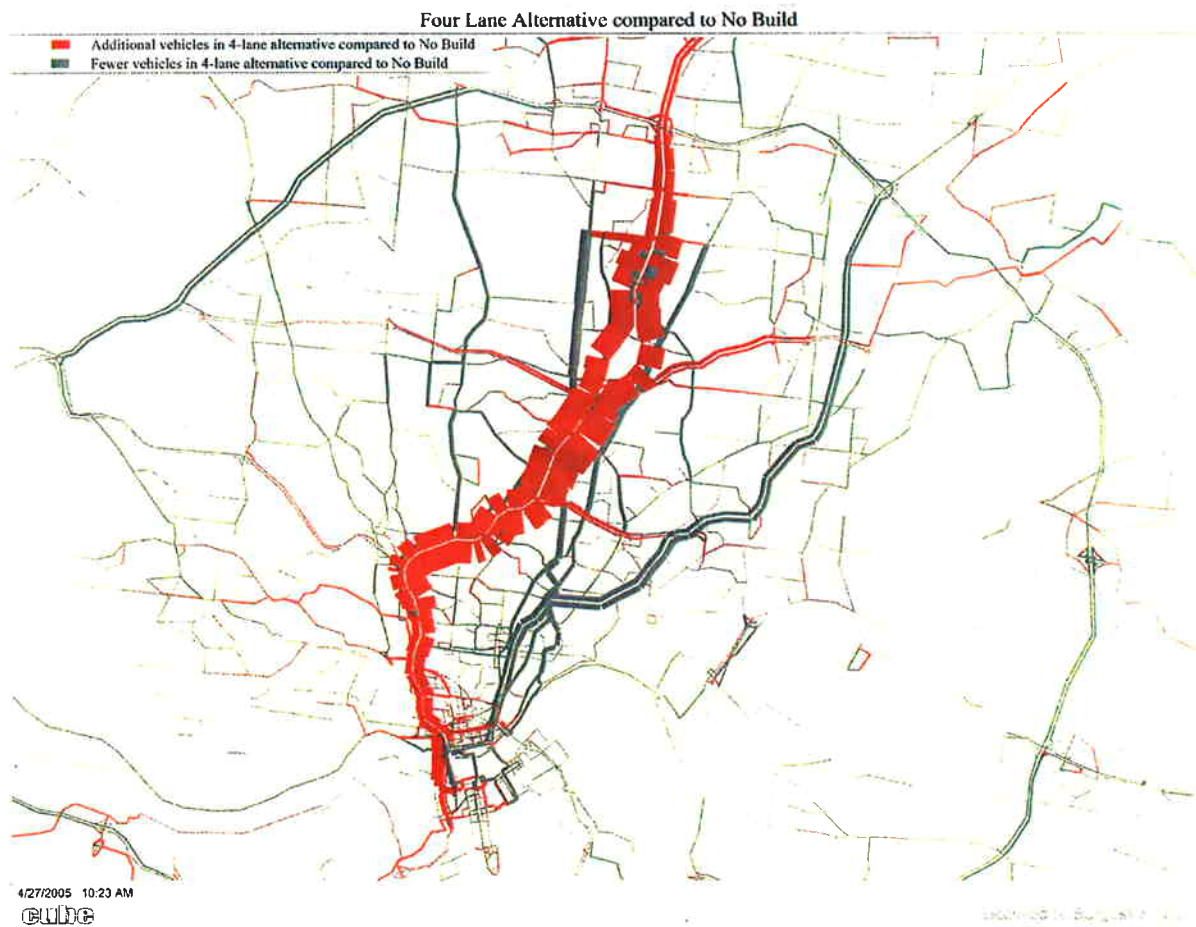 Four Lane Alternative compared to No Build
Additional vehicles in 4-lane alternative compared to No Build
Fewer vehicles in 4-lane alternative compared to No Build
4/27/2005 10:23 AM
cube